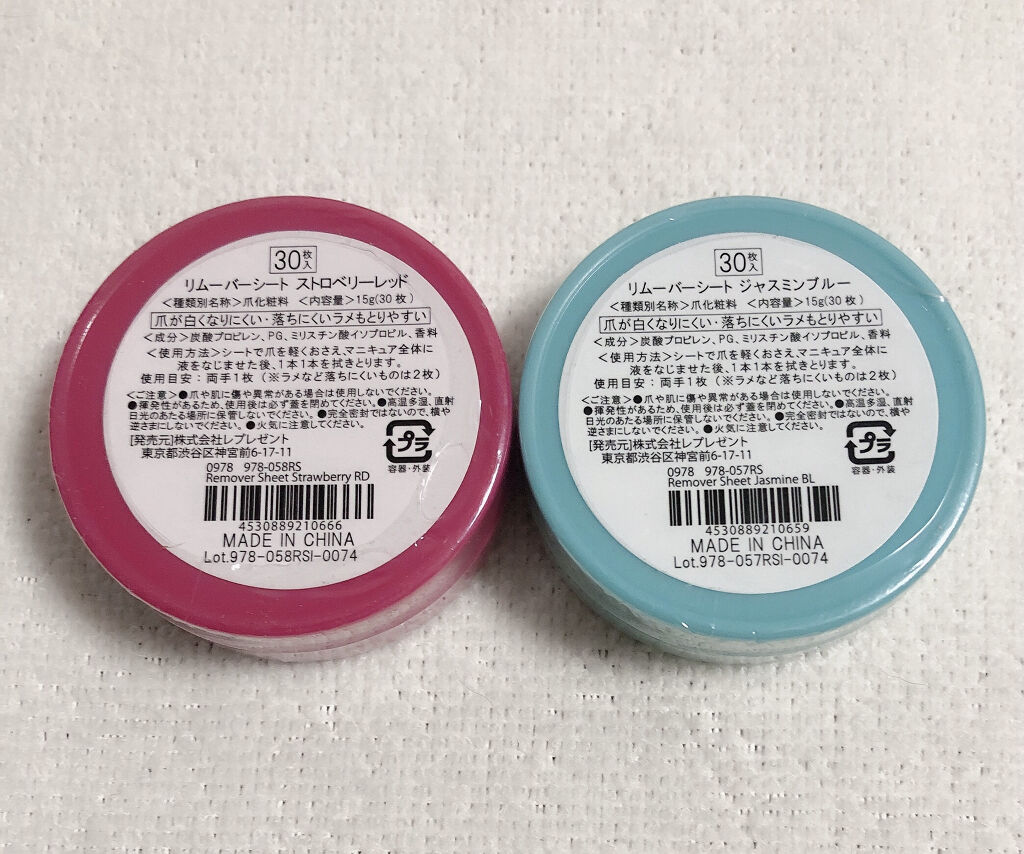 30枚入
リムーバーシート ストロベリーレッド
＜種類別名称＞爪化粧料 ＜内容量＞15g(30枚)
爪が白くなりにくい・落ちにくいラメもとりやすい
＜成分＞炭酸プロピレン、PG、ミリスチン酸イソプロピル、香料
＜使用方法＞シートで爪を軽くおさえ、マニキュア全体に
液をなじませた後、1本1本を拭きとります。
使用目安：両手1枚（※ラメなど落ちにくいものは2枚）
＜ご注意＞●爪や肌に傷や異常がある場合は使用しないでください。
●揮発性があるため、使用後は必ず蓋を閉めてください。●高温多湿、直射
日光のあたる場所に保管しないでください。●完全密封ではないので、横や
逆さまにしないでください。●火気に注意してください。
[発売元]株式会社レプレゼント
東京都渋谷区神宮前6-17-11
プラ
容器・外装
0978 978-058RS
Remover Sheet Strawberry RD
4530889210666
MADE IN CHINA
Lot.978-058RSI-0074
30枚入
リムーバーシート ジャスミンブルー
＜種類別名称＞爪化粧料 ＜内容量＞15g(30枚)
爪が白くなりにくい・落ちにくいラメもとりやすい
＜成分＞炭酸プロピレン、PG、ミリスチン酸イソプロピル、香料
＜使用方法＞シートで爪を軽くおさえ、マニキュア全体に
液をなじませた後、1本1本を拭きとります。
使用目安：両手1枚（※ラメなど落ちにくいものは2枚）
＜ご注意＞●爪や肌に傷や異常がある場合は使用しないでください。
●揮発性があるため、使用後は必ず蓋を閉めてください。●高温多湿、直射
日光のあたる場所に保管しないでください。●完全密封ではないので、横や
逆さまにしないでください。●火気に注意してください。
[発売元]株式会社レプレゼント
東京都渋谷区神宮前6-17-11
プラ
容器・外装
0978 978-057RS
Remover Sheet Jasmine BL
4530889210659
MADE IN CHINA
Lot.978-057RSI-0074